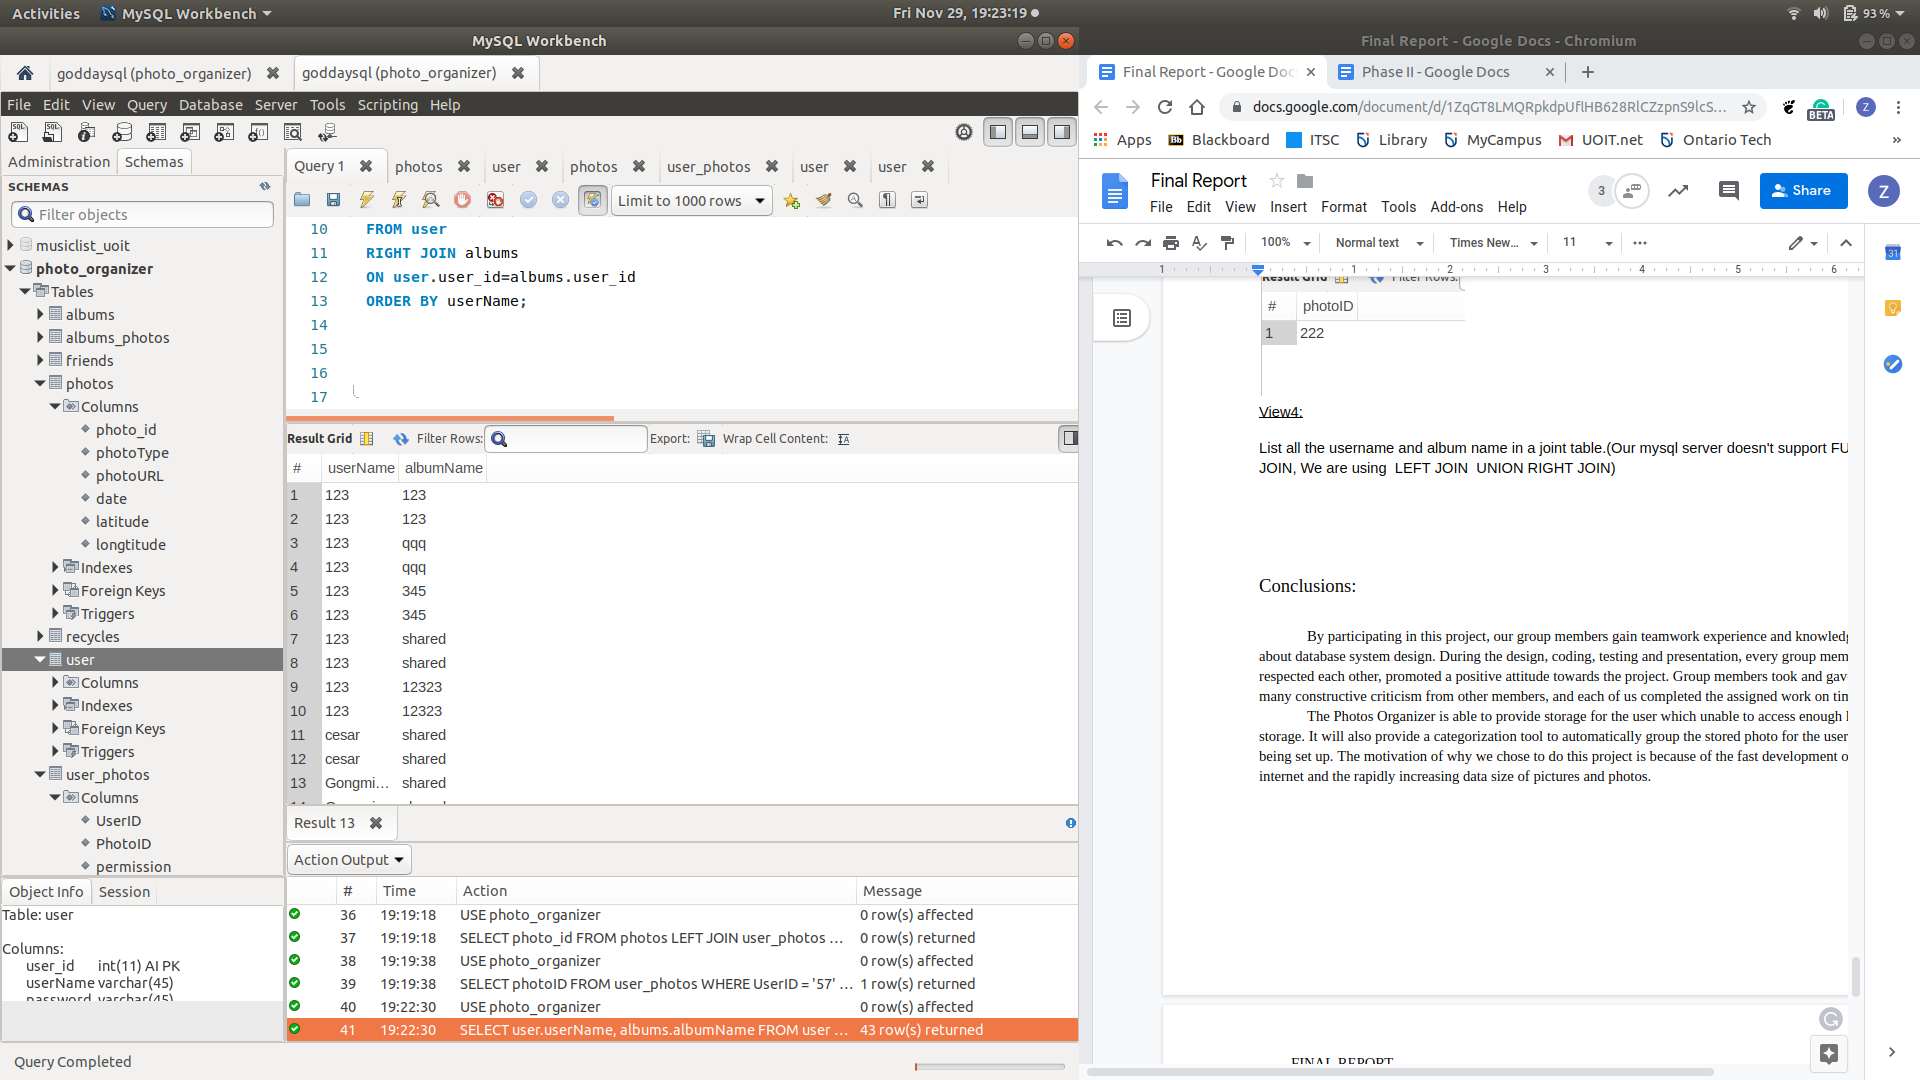 Activities
MySQL Workbench
Fri Nov 29, 19:23:19
93 %
MySQL Workbench
goddaysql (photo_organizer)
goddaysql (photo_organizer)
File Edit View Query Database Server Tools Scripting Help
Administration
Schemas
SCHEMAS
Filter objects
musiclist_uoit
photo_organizer
Tables
albums
albums_photos
friends
photos
Columns
photo_id
photoType
photoURL
date
latitude
longtitude
Indexes
Foreign Keys
Triggers
recycles
user
Columns
Indexes
Foreign Keys
Triggers
user_photos
Columns
UserID
PhotoID
permission
Object Info
Session
Table: user
Columns:
user_id int(11) AI PK
userName varchar(45)
password varchar(45)
Query Completed
Query 1
photos
user
photos
user_photos
user
user
Limit to 1000 rows
10 FROM user
11 RIGHT JOIN albums
12 ON user.user_id=albums.user_id
13 ORDER BY userName;
14
15
16
17
Result Grid
Filter Rows:
Export:
Wrap Cell Content:
# userName albumName
1 123 123
2 123 123
3 123 qqq
4 123 qqq
5 123 345
6 123 345
7 123 shared
8 123 shared
9 123 12323
10 123 12323
11 cesar shared
12 cesar shared
13 Gongmi... shared
Result 13
Action Output
# Time Action Message
36 19:19:18 USE photo_organizer 0 row(s) affected
37 19:19:18 SELECT photo_id FROM photos LEFT JOIN user_photos ... 0 row(s) returned
38 19:19:38 USE photo_organizer 0 row(s) affected
39 19:19:38 SELECT photoID FROM user_photos WHERE UserID = '57' ... 1 row(s) returned
40 19:22:30 USE photo_organizer 0 row(s) affected
41 19:22:30 SELECT user.userName, albums.albumName FROM user ... 43 row(s) returned
Final Report - Google Docs - Chromium
Final Report - Google Doc
Phase II - Google Docs
docs.google.com/document/d/1ZqGT8LMQRpkdpUflHB628RlCZzpnS9lcS...
BETA
Z
Apps
Bb Blackboard
ITSC
Library
MyCampus
UOIT.net
Ontario Tech
»
Final Report
3
Share
Z
File Edit View Insert Format Tools Add-ons Help
100%
Normal text
Times New...
11
1 1 2 3 4 5 6
31
Result Grid Filter Rows:
# photoID
1 222
View4:
List all the username and album name in a joint table.(Our mysql server doesn't support FU
JOIN, We are using LEFT JOIN UNION RIGHT JOIN)
Conclusions:
By participating in this project, our group members gain teamwork experience and knowledg
about database system design. During the design, coding, testing and presentation, every group mem
respected each other, promoted a positive attitude towards the project. Group members took and gav
many constructive criticism from other members, and each of us completed the assigned work on tim
The Photos Organizer is able to provide storage for the user which unable to access enough l
storage. It will also provide a categorization tool to automatically group the stored photo for the user
being set up. The motivation of why we chose to do this project is because of the fast development o
internet and the rapidly increasing data size of pictures and photos.
FINAL REPORT